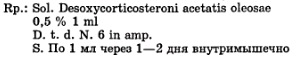 Rp.: Sol. Desoxycorticosteroni acetatis oleosae
0,5 % 1 ml
D. t. d. N. 6 in amp.
S. По 1 мл через 1—2 дня внутримышечно